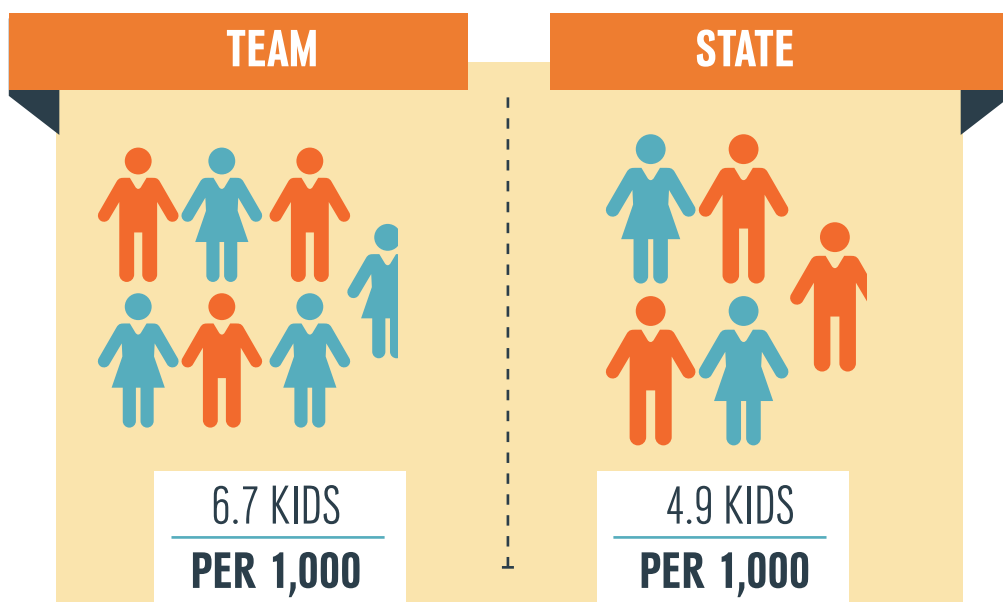 TEAM
STATE
6.7 KIDS
PER 1,000
4.9 KIDS
PER 1,000